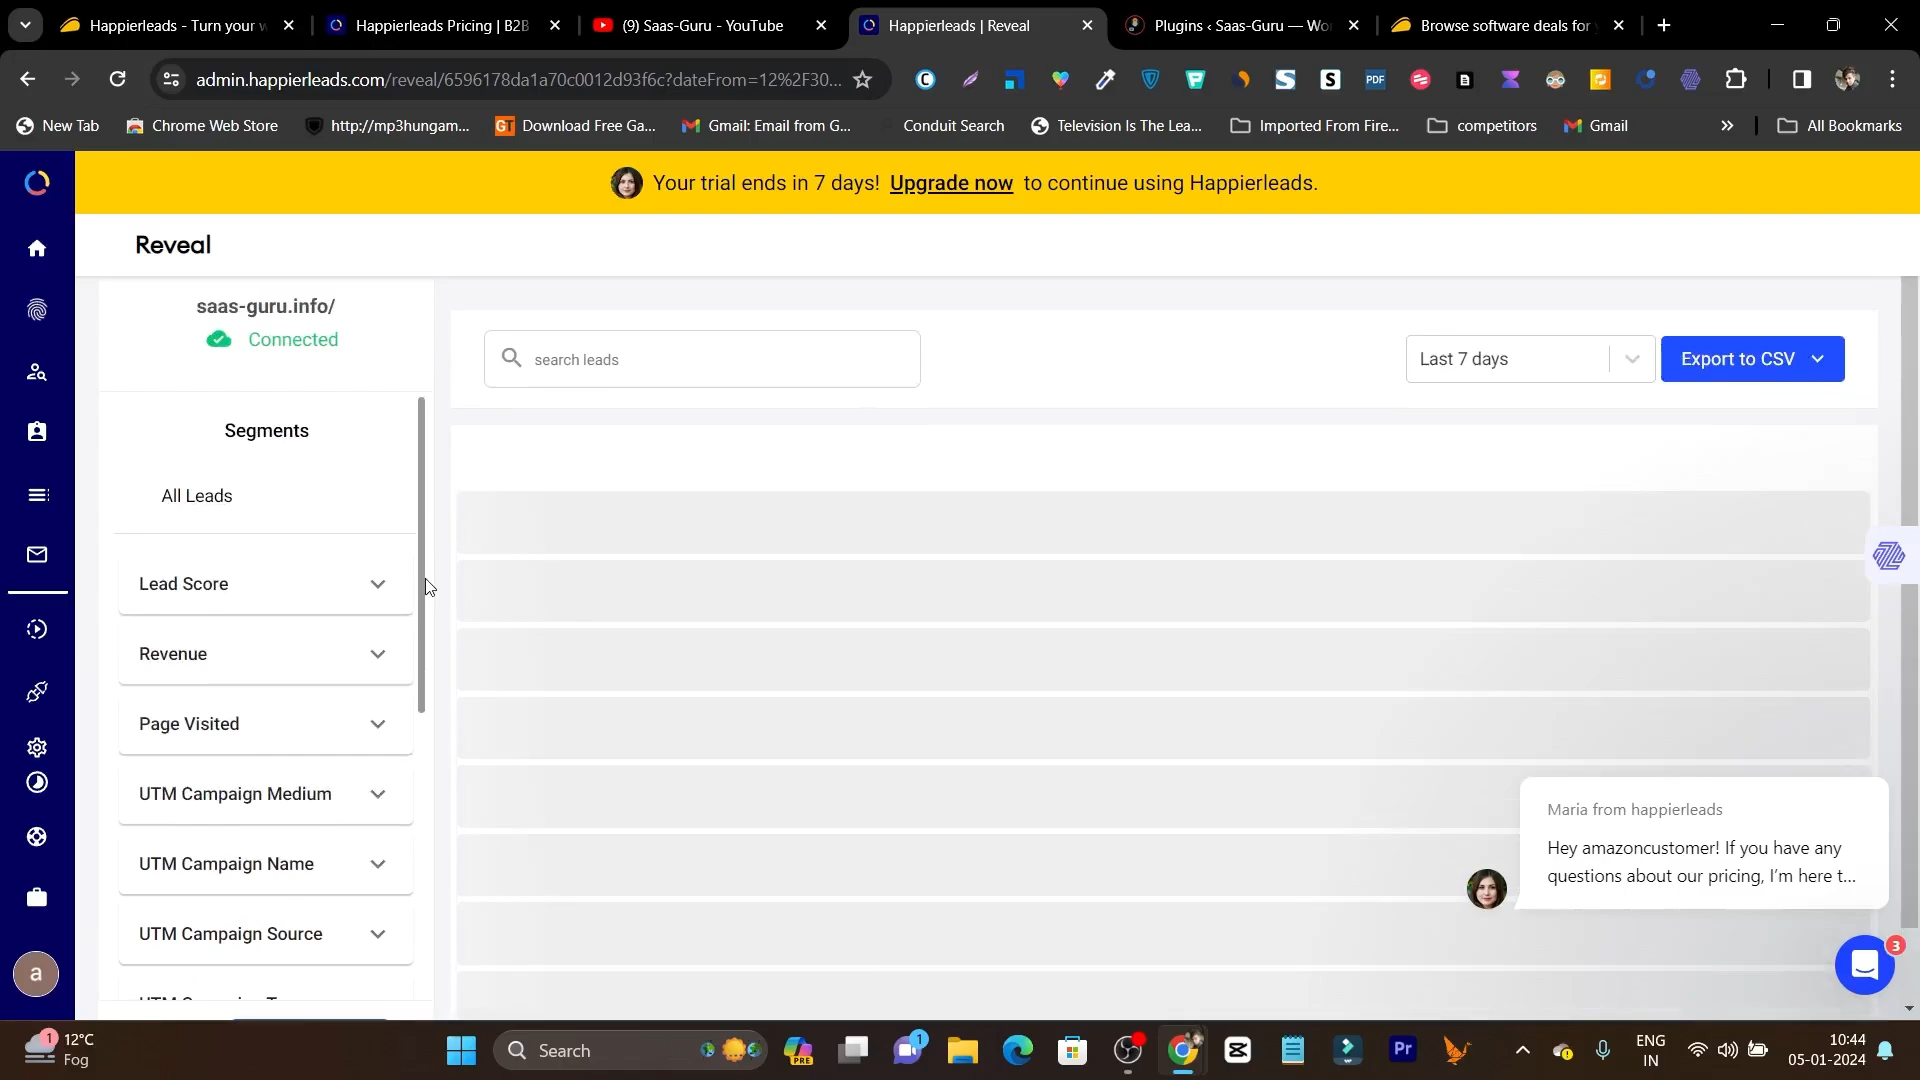 Happierleads - Turn your w
Happierleads Pricing | B2B
(9) Saas-Guru - YouTube
Happierleads | Reveal
Plugins ‹ Saas-Guru — Wo
Browse software deals for y
admin.happierleads.com/reveal/6596178da1a70c0012d93f6c?dateFrom=12%2F30...
PDF
New Tab
Chrome Web Store
http://mp3hungam...
GT
Download Free Ga...
Gmail: Email from G...
Conduit Search
Television Is The Lea...
Imported From Fire...
competitors
Gmail
All Bookmarks
Your trial ends in 7 days! Upgrade now to continue using Happierleads.
Reveal
saas-guru.info/
Connected
search leads
Last 7 days
Export to CSV
Segments
All Leads
Lead Score
Revenue
Page Visited
UTM Campaign Medium
UTM Campaign Name
UTM Campaign Source
Maria from happierleads
Hey amazoncustomer! If you have any
questions about our pricing, I'm here t...
3
a
1
12°C
Fog
Search
PRE
1
Pr
ENG
IN
10:44
05-01-2024